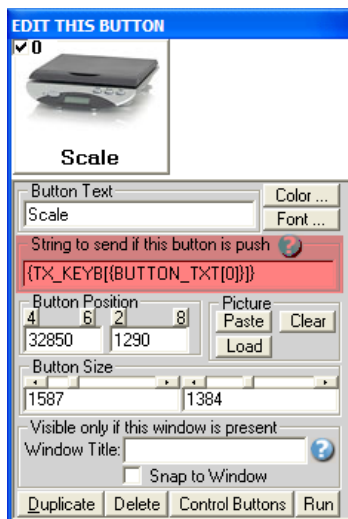 EDIT THIS BUTTON
0
Scale
Button Text
Color ...
Scale
Font ...
String to send if this button is push
?
{TX_KEYB[{BUTTON_TXT[0]}]}
Button Position
Picture
4 6 2 8
Paste Clear
32850 1290
Load
Button Size
1587 1384
Visible only if this window is present
Window Title:
?
Snap to Window
Duplicate Delete Control Buttons Run